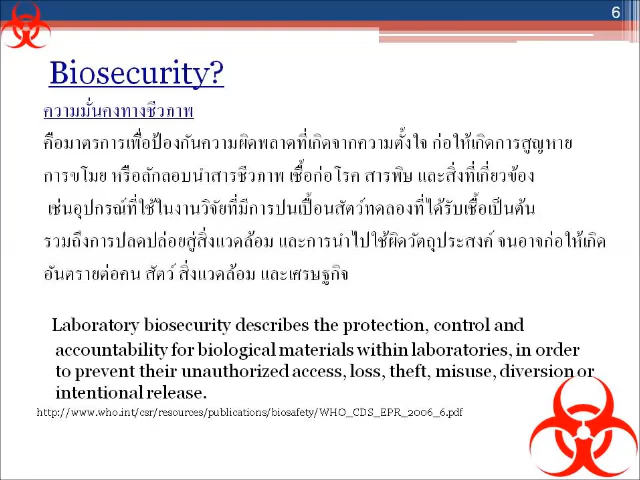 6
Biosecurity?
ความมั่นคงทางชีวภาพ
คือมาตรการเพื่อป้องกันความผิดพลาดที่เกิดจากความตั้งใจ ก่อให้เกิดการสูญหาย
การขโมย หรือลักลอบนำสารชีวภาพ เชื้อก่อโรค สารพิษ และสิ่งที่เกี่ยวข้อง
เช่นอุปกรณ์ที่ใช้ในงานวิจัยที่มีการปนเปื้อนสัตว์ทดลองที่ได้รับเชื้อเป็นต้น
รวมถึงการปลดปล่อยสู่สิ่งแวดล้อม และการนำไปใช้ผิดวัตถุประสงค์ จนอาจก่อให้เกิด
อันตรายต่อคน สัตว์ สิ่งแวดล้อม และเศรษฐกิจ
Laboratory biosecurity describes the protection, control and
accountability for biological materials within laboratories, in order
to prevent their unauthorized access, loss, theft, misuse, diversion or
intentional release.
http://www.who.int/csr/resources/publications/biosafety/WHO_CDS_EPR_2006_6.pdf